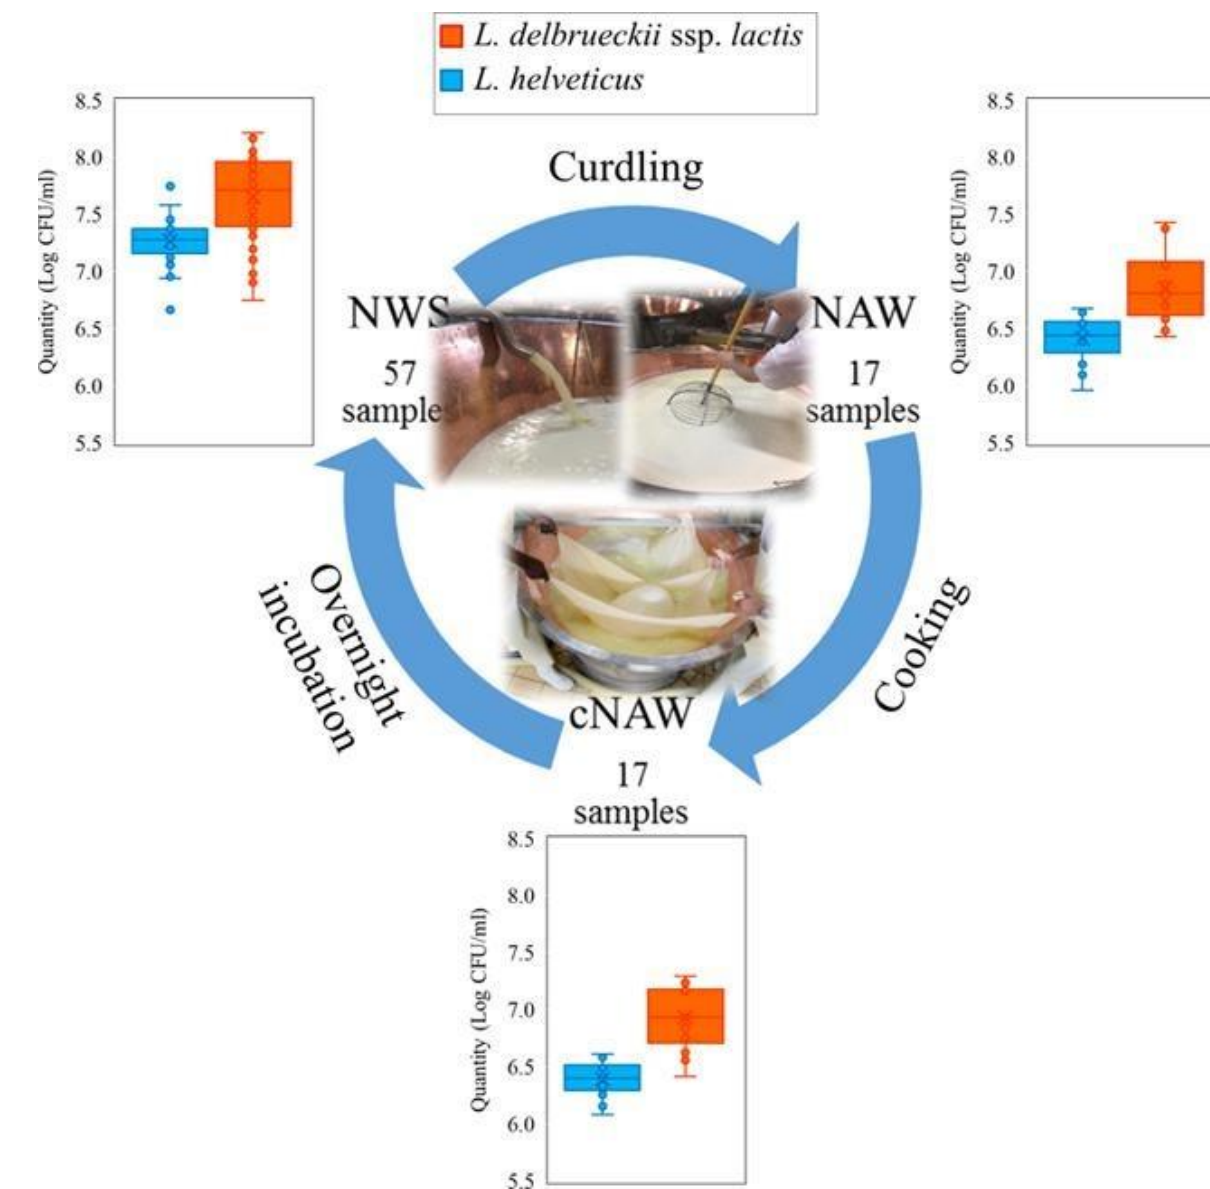 L. delbrueckii ssp. lactis
L. helveticus
8.5
8.0
7.5
7.0
6.5
6.0
5.5
Quantity (Log CFU/ml)
Curdling
NWS
57
sample
NAW
17
samples
8.5
8.0
7.5
7.0
6.5
6.0
5.5
Quantity (Log CFU/ml)
Overnight
incubation
Cooking
cNAW
17
samples
8.5
8.0
7.5
7.0
6.5
6.0
5.5
Quantity (Log CFU/ml)